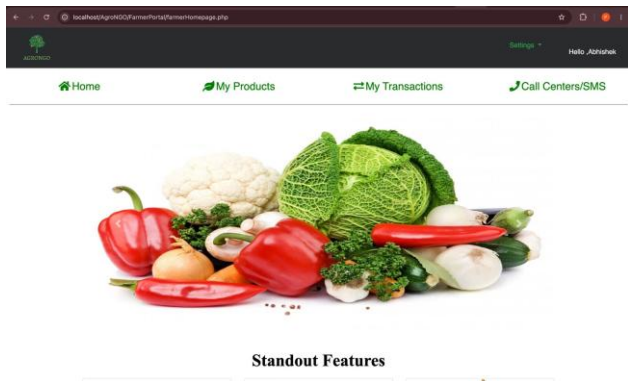 localhost/AgroNGO/FarmerPortal/farmerHomepage.php
AGRONGO
Settings
Hello ,Abhishek
Home
My Products
My Transactions
Call Centers/SMS
Standout Features